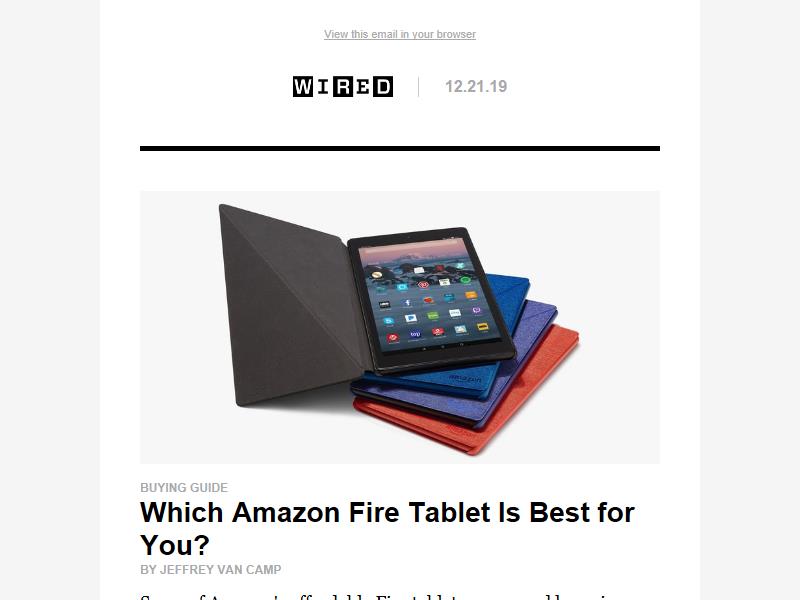 View this email in your browser
WIRED
12.21.19
amazon
BUYING GUIDE
Which Amazon Fire Tablet Is Best for
You?
BY JEFFREY VAN CAMP